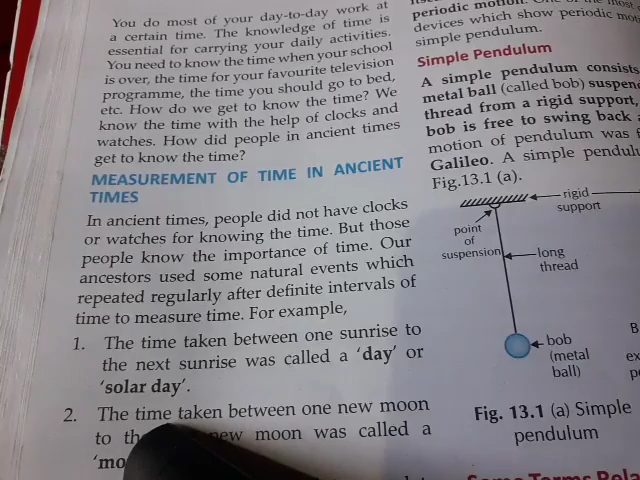 You do most of your day-to-day work at
a certain time. The knowledge of time is
essential for carrying your daily activities.
You need to know the time when your school
is over, the time for your favourite television
programme, the time you should go to bed,
etc. How do we get to know the time? We
know the time with the help of clocks and
watches. How did people in ancient times
get to know the time?
MEASUREMENT OF TIME IN ANCIENT
TIMES
In ancient times, people did not have clocks
or watches for knowing the time. But those
people know the importance of time. Our
ancestors used some natural events which
repeated regularly after definite intervals of
time to measure time. For example,
1. The time taken between one sunrise to
the next sunrise was called a 'day' or
'solar day'.
2. The time taken between one new moon
to new moon was called a
periodic motion.
devices which show periodic
simple pendulum.
Simple Pendulum
A simple pendulum consists
metal ball (called bob)
thread from a rigid support,
bob is free to swing back
motion of pendulum was
Galileo. A simple
Fig.13.1 (a).
rigid
support
point
of
suspension
long
thread
bob
(metal
ball)
Fig. 13.1 (a) Simple
pendulum